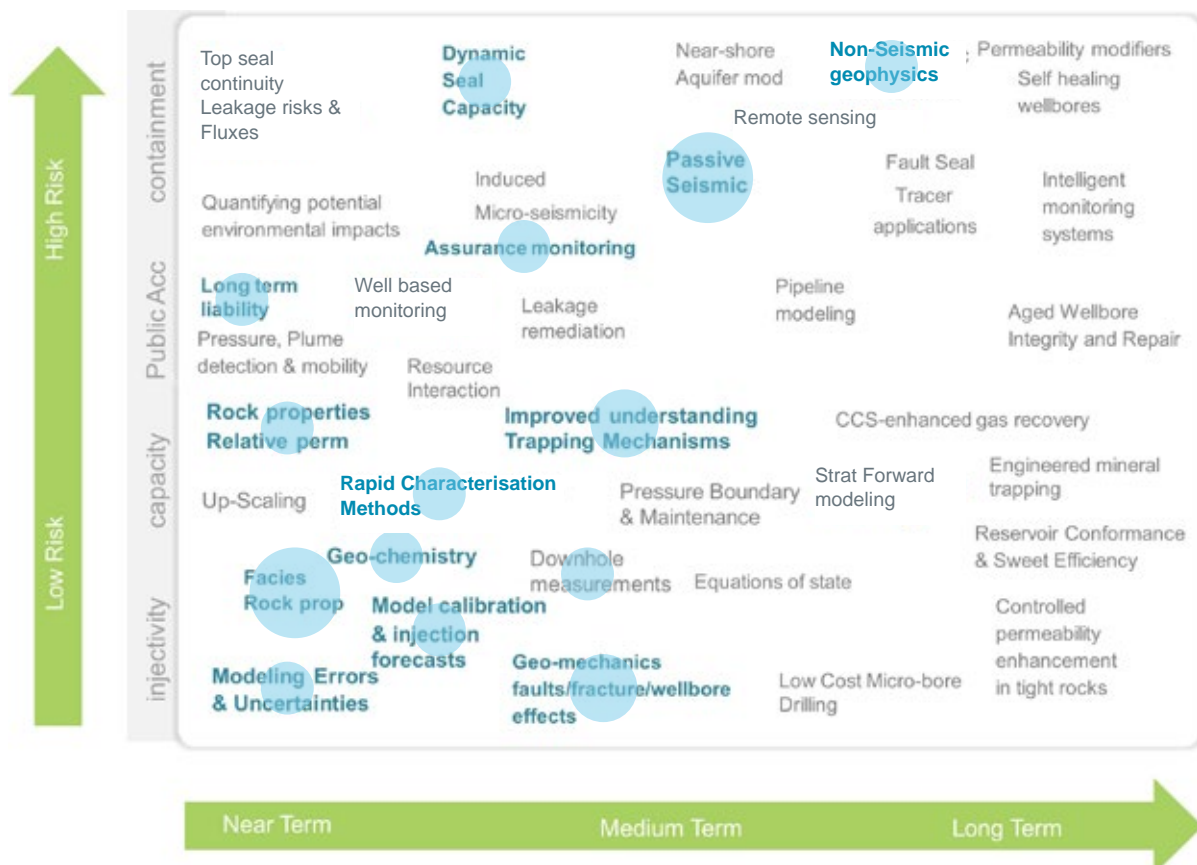 High Risk
Low Risk
containment
Public Acc
capacity
injectivity
Top seal
continuity
Leakage risks &
Fluxes
Dynamic
Seal
Capacity
Near-shore
Aquifer mod
Non-Seismic
geophysics
; Permeability modifiers
Self healing
wellbores
Remote sensing
Passive
Seismic
Induced
Micro-seismicity
Fault Seal
Tracer
applications
Intelligent
monitoring
systems
Quantifying potential
environmental impacts
Assurance monitoring
Long term
liability
Well based
monitoring
Leakage
remediation
Pipeline
modeling
Aged Wellbore
Integrity and Repair
Pressure, Plume
detection & mobility
Resource
Interaction
Rock properties
Relative perm
Improved understanding
Trapping Mechanisms
CCS-enhanced gas recovery
Up-Scaling
Rapid Characterisation
Methods
Pressure Boundary
& Maintenance
Strat Forward
modeling
Engineered mineral
trapping
Reservoir Conformance
& Sweet Efficiency
Geo-chemistry
Downhole
measurements
Equations of state
Facies
Rock prop
Model calibration
& injection
forecasts
Controlled
permeability
enhancement
in tight rocks
Modeling Errors
& Uncertainties
Geo-mechanics
faults/fracture/wellbore
effects
Low Cost Micro-bore
Drilling
Near Term
Medium Term
Long Term